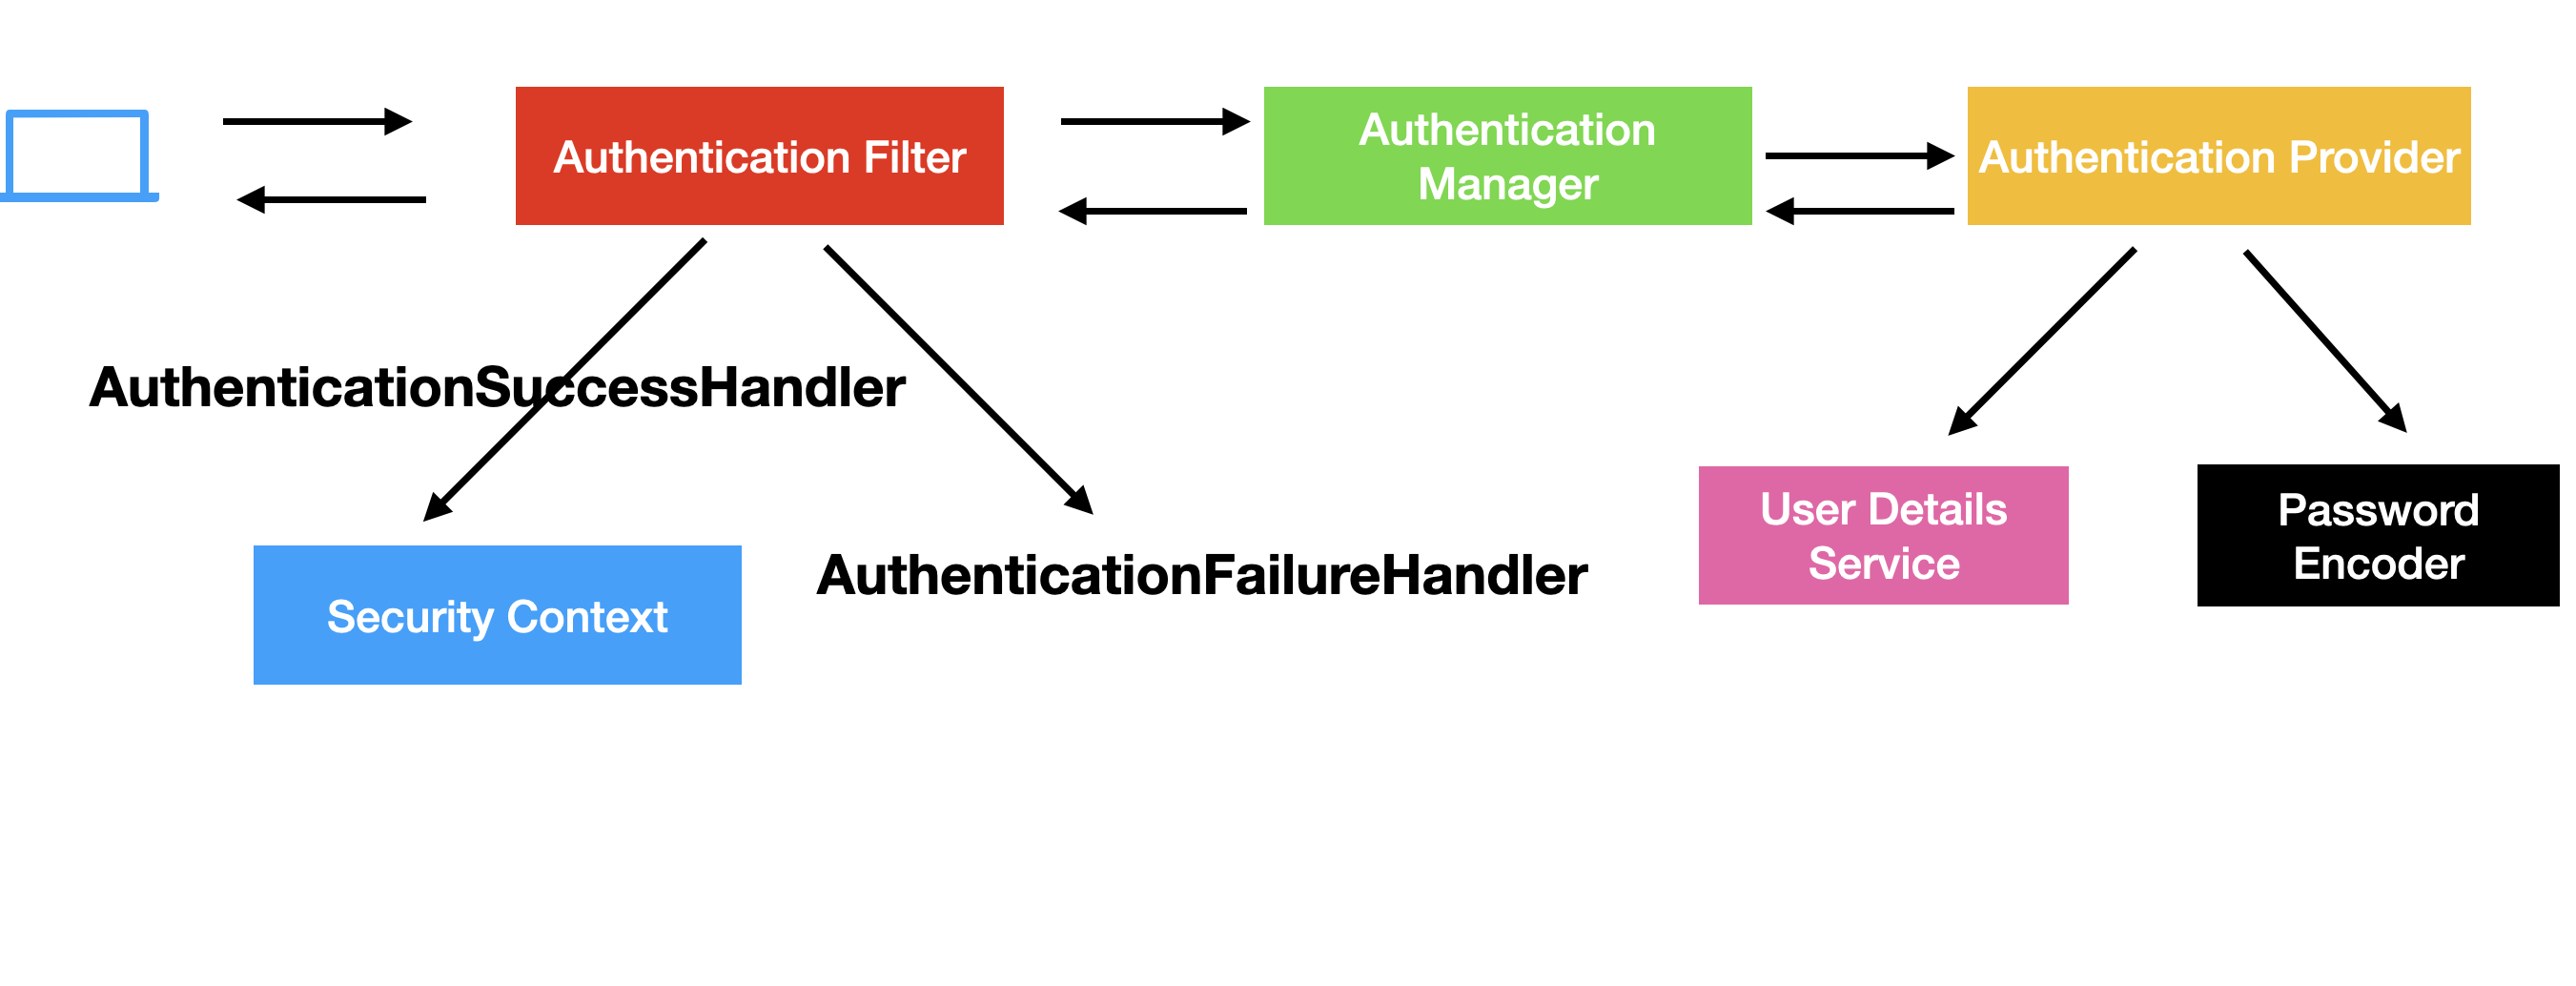 Authentication Filter
Authentication
Manager
Authentication Provider
AuthenticationSuccessHandler
Security Context
AuthenticationFailureHandler
User Details
Service
Password
Encoder